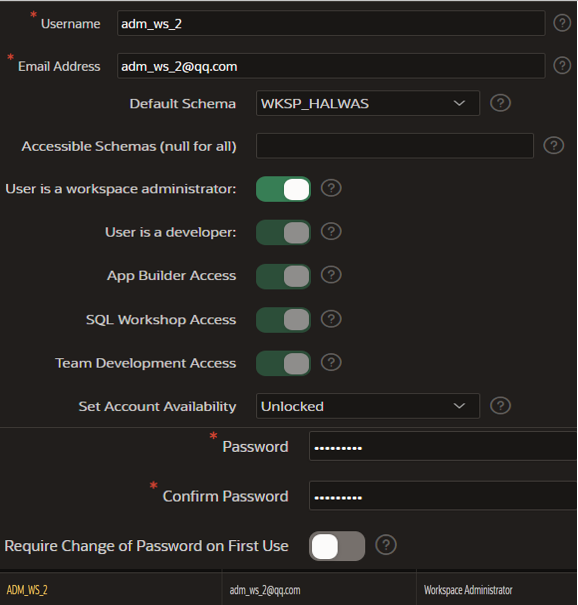 * Username adm_ws_2 ?
* Email Address adm_ws_2@qq.com ?
Default Schema WKSP_HALWAS ?
Accessible Schemas (null for all) ?
User is a workspace administrator: ?
User is a developer: ?
App Builder Access ?
SQL Workshop Access ?
Team Development Access ?
Set Account Availability Unlocked ?
* Password •••••••••
* Confirm Password •••••••••
Require Change of Password on First Use ?
ADM_WS_2 adm_ws_2@qq.com Workspace Administrator